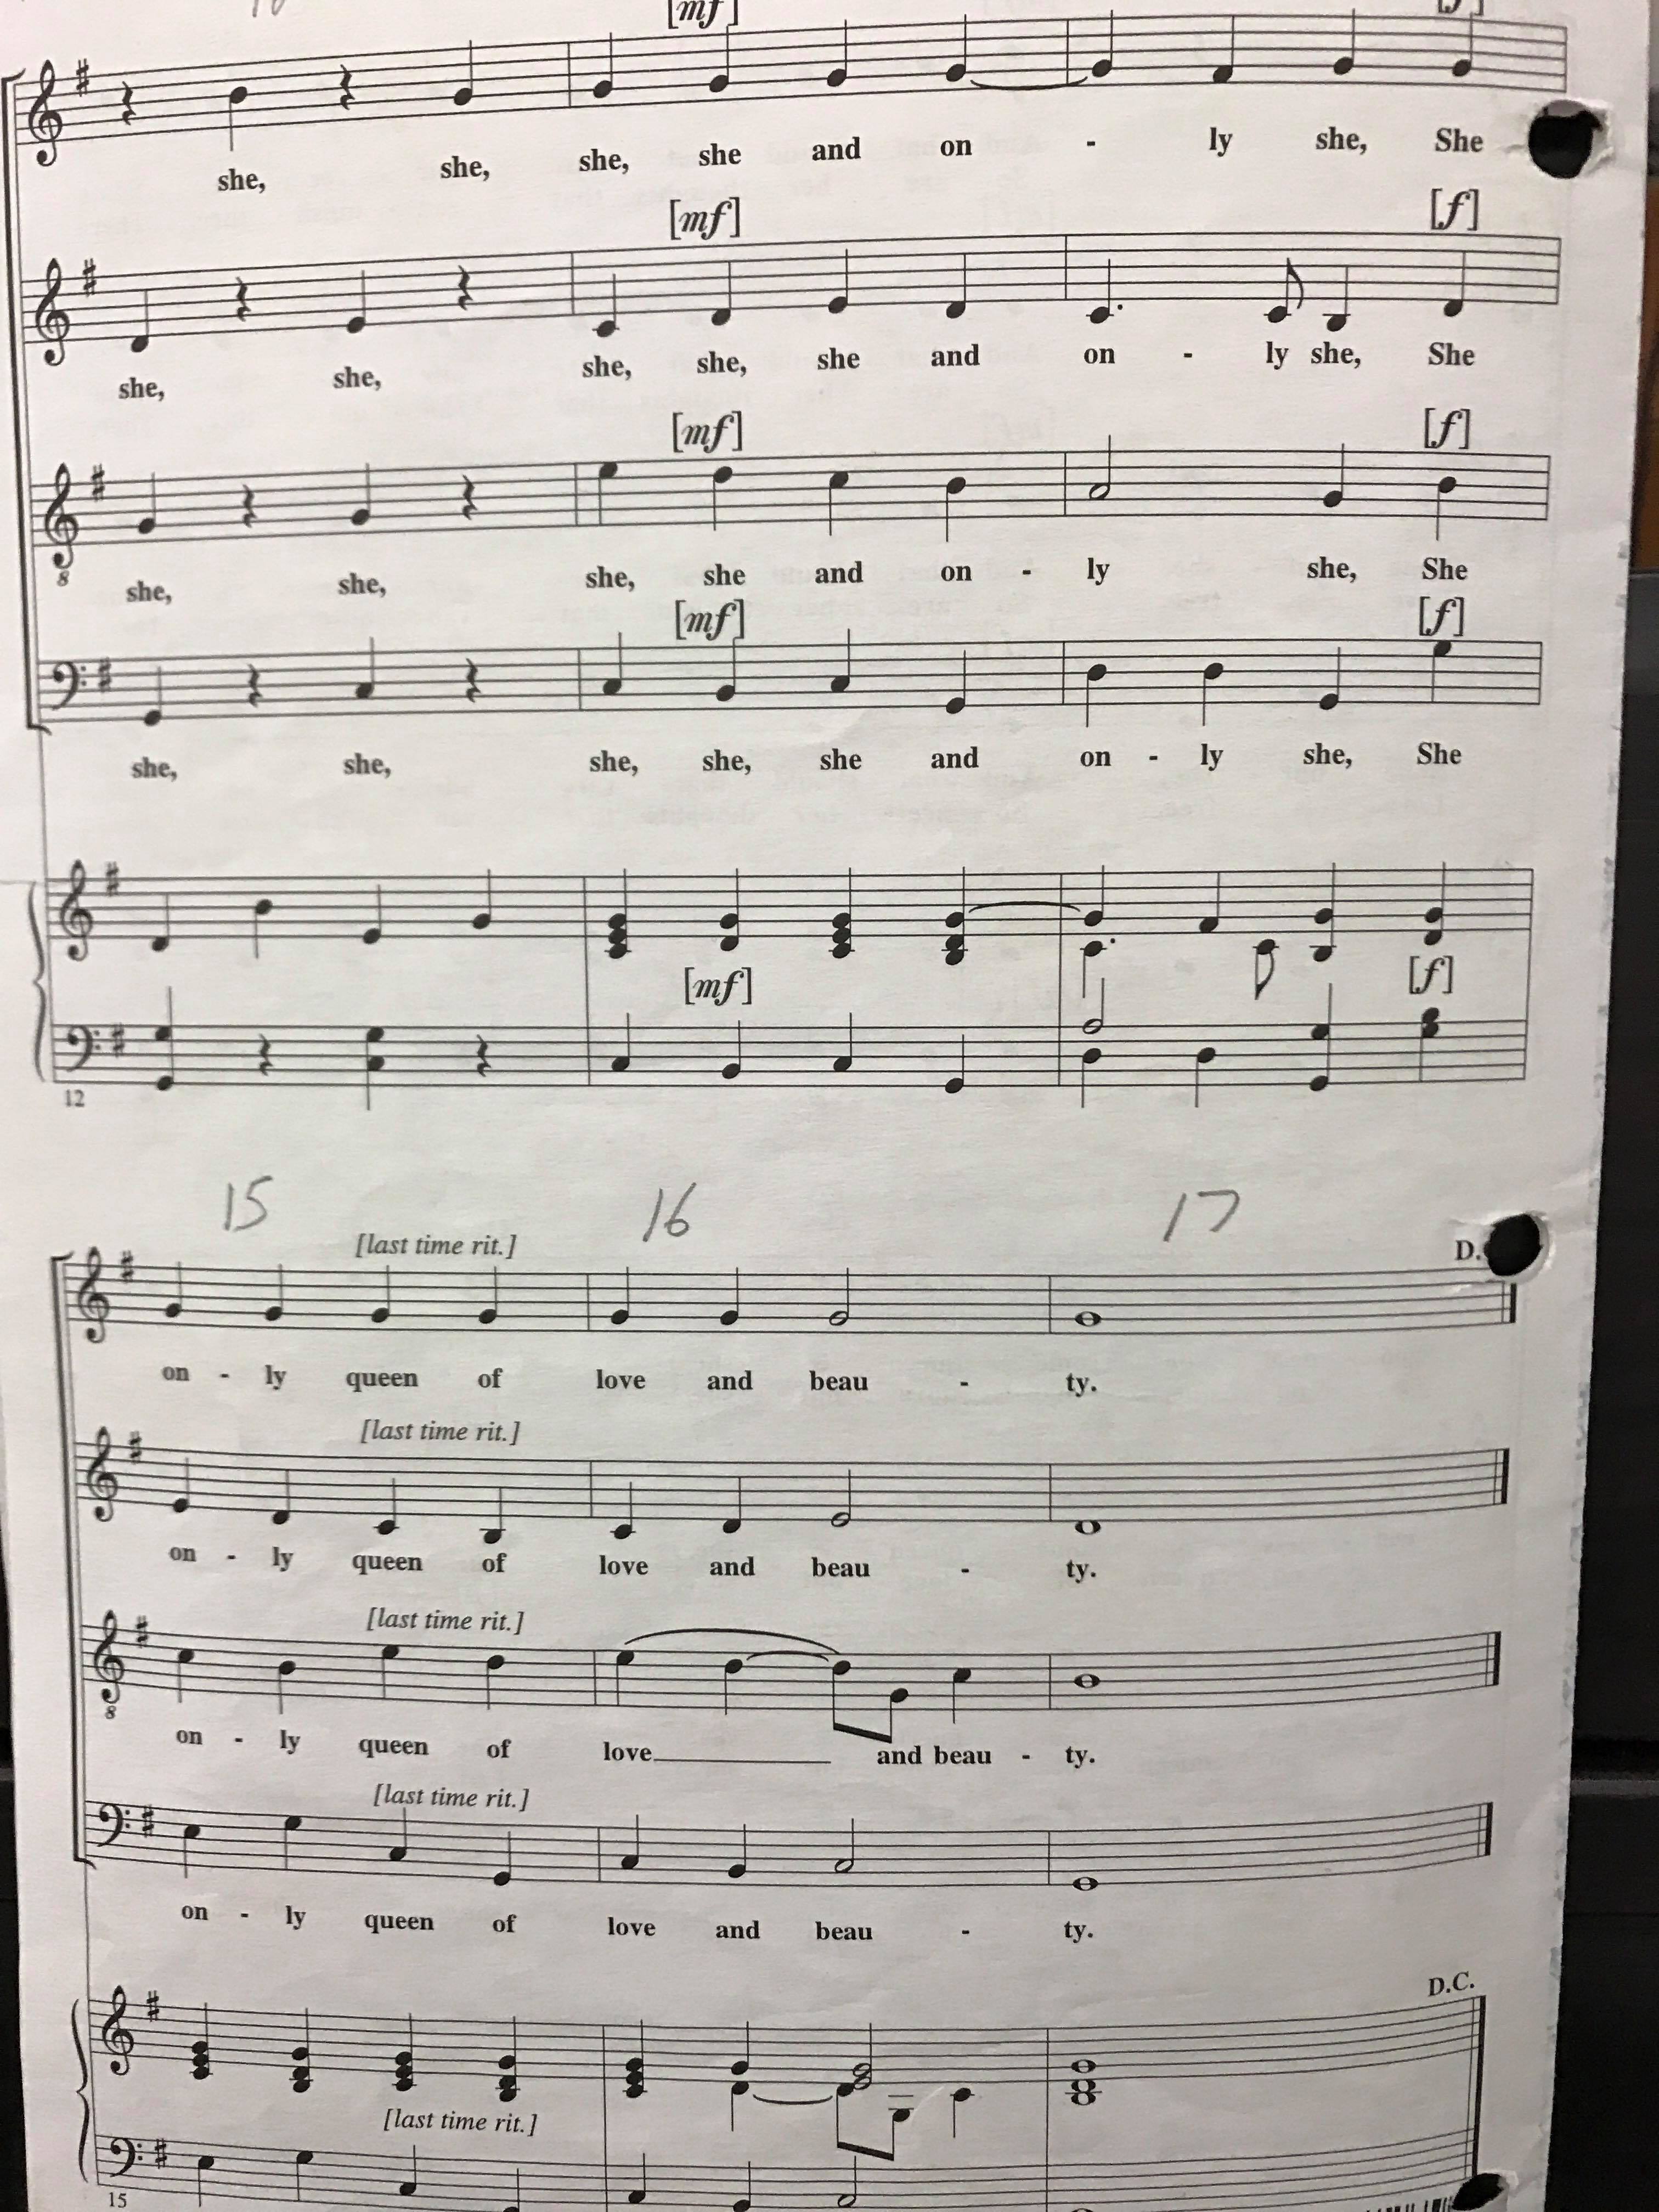 [mf]
she, she, she, she and on - ly she, She
[mf] [f]
she, she, she, she, she and on - ly she, She
[mf] [f]
8
she, she, she, she and on - ly she, She
[mf] [f]
she, she, she, she, she and on - ly she, She
[mf] [f]
12
15 16 17
[last time rit.] D.
on - ly queen of love and beau - ty.
[last time rit.]
on - ly queen of love and beau - ty.
[last time rit.]
8
on - ly queen of love and beau - ty.
[last time rit.]
on - ly queen of love and beau - ty.
D.C.
[last time rit.]
15